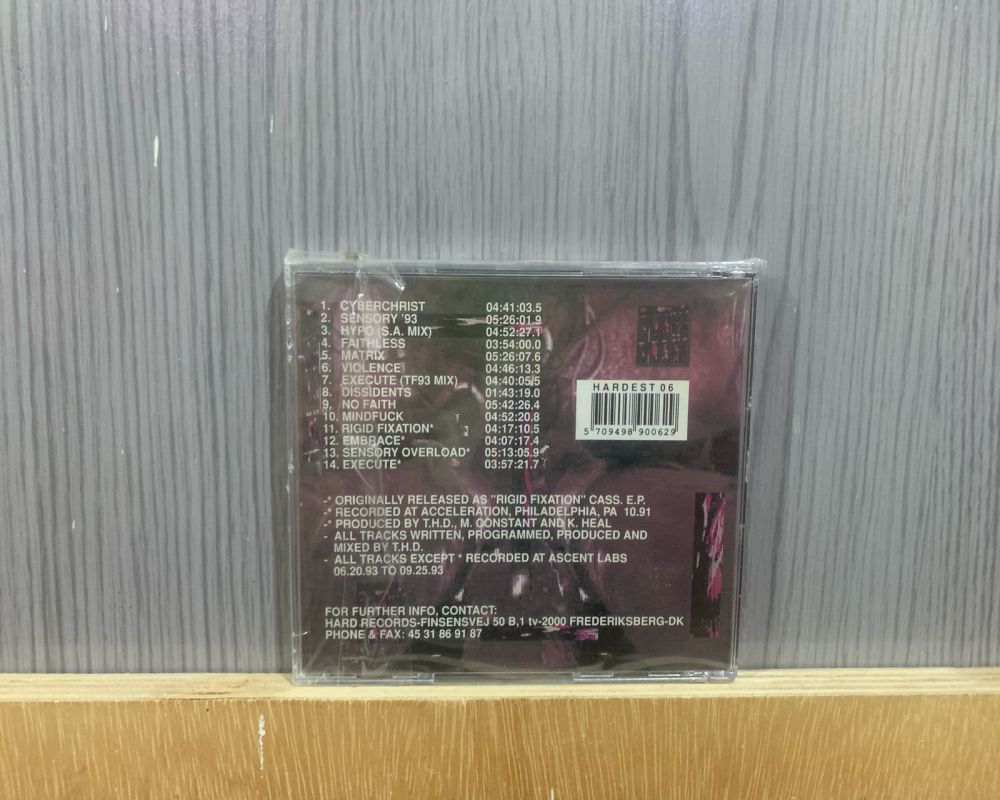 1. CYBERCHRIST 04:41:03.5
2. SENSORY '93 05:26:01.9
3. HYPO (S.A. MIX) 04:52:27.1
4. FAITHLESS 03:54:00.0
5. MATRIX 05:26:07.6
6. VIOLENCE 04:46:13.3
7. EXECUTE (TF93 MIX) 04:40:05.5
8. DISSIDENTS 01:43:19.0
9. NO FAITH 05:42:26.4
10. MINDFUCK 04:52:20.8
11. RIGID FIXATION* 04:17:10.5
12. EMBRACE* 04:07:17.4
13. SENSORY OVERLOAD* 05:13:05.9
14. EXECUTE* 03:57:21.7
HARDEST 06
5 709498 900629
-* ORIGINALLY RELEASED AS "RIGID FIXATION" CASS. E.P.
-* RECORDED AT ACCELERATION, PHILADELPHIA, PA 10.91
-* PRODUCED BY T.H.D., M. CONSTANT AND K. HEAL
- ALL TRACKS WRITTEN, PROGRAMMED, PRODUCED AND
MIXED BY T.H.D.
- ALL TRACKS EXCEPT * RECORDED AT ASCENT LABS
06.20.93 TO 09.25.93
FOR FURTHER INFO, CONTACT:
HARD RECORDS-FINSENSVEJ 50 B,1 tv-2000 FREDERIKSBERG-DK
PHONE & FAX: 45 31 86 91 87